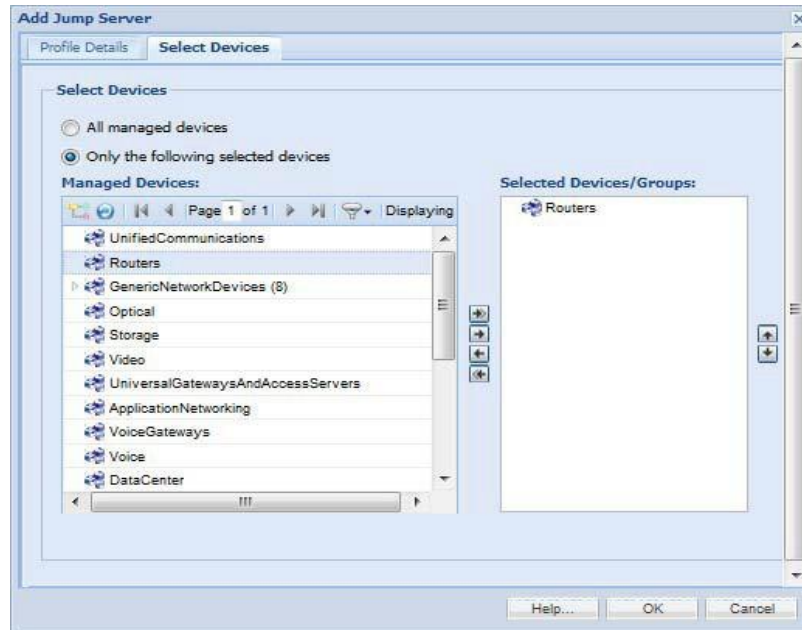 Add Jump Server
Profile Details Select Devices
Select Devices
All managed devices
Only the following selected devices
Managed Devices: Selected Devices/Groups:
Page 1 of 1 Displaying
UnifiedCommunications
Routers
GenericNetworkDevices (8)
Optical
Storage
Video
UniversalGatewaysAndAccessServers
ApplicationNetworking
VoiceGateways
Voice
DataCenter
Routers
Help... OK Cancel